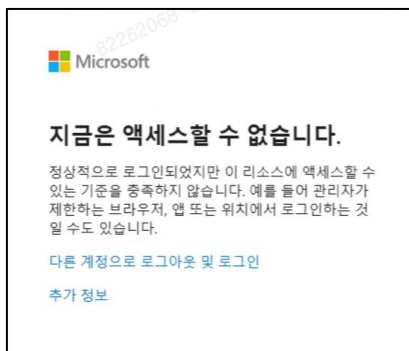 82262068
Microsoft
지금은 액세스할 수 없습니다.
정상적으로 로그인되었지만 이 리소스에 액세스할 수
있는 기준을 충족하지 않습니다. 예를 들어 관리자가
제한하는 브라우저, 앱 또는 위치에서 로그인하는 것
일 수도 있습니다.
다른 계정으로 로그아웃 및 로그인
추가 정보